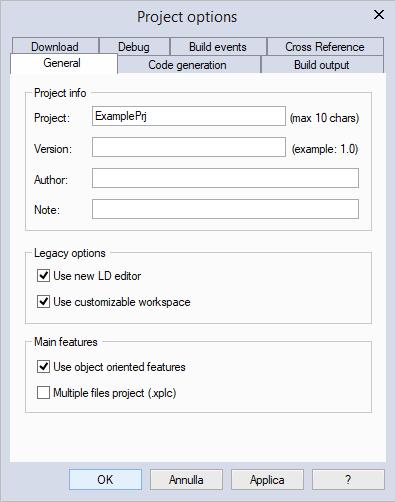 Project options
Download Debug Build events Cross Reference
General Code generation Build output
Project info
Project: ExamplePrj (max 10 chars)
Version: (example: 1.0)
Author:
Note:
Legacy options
Use new LD editor
Use customizable workspace
Main features
Use object oriented features
Multiple files project (.xplc)
OK Annulla Applica ?